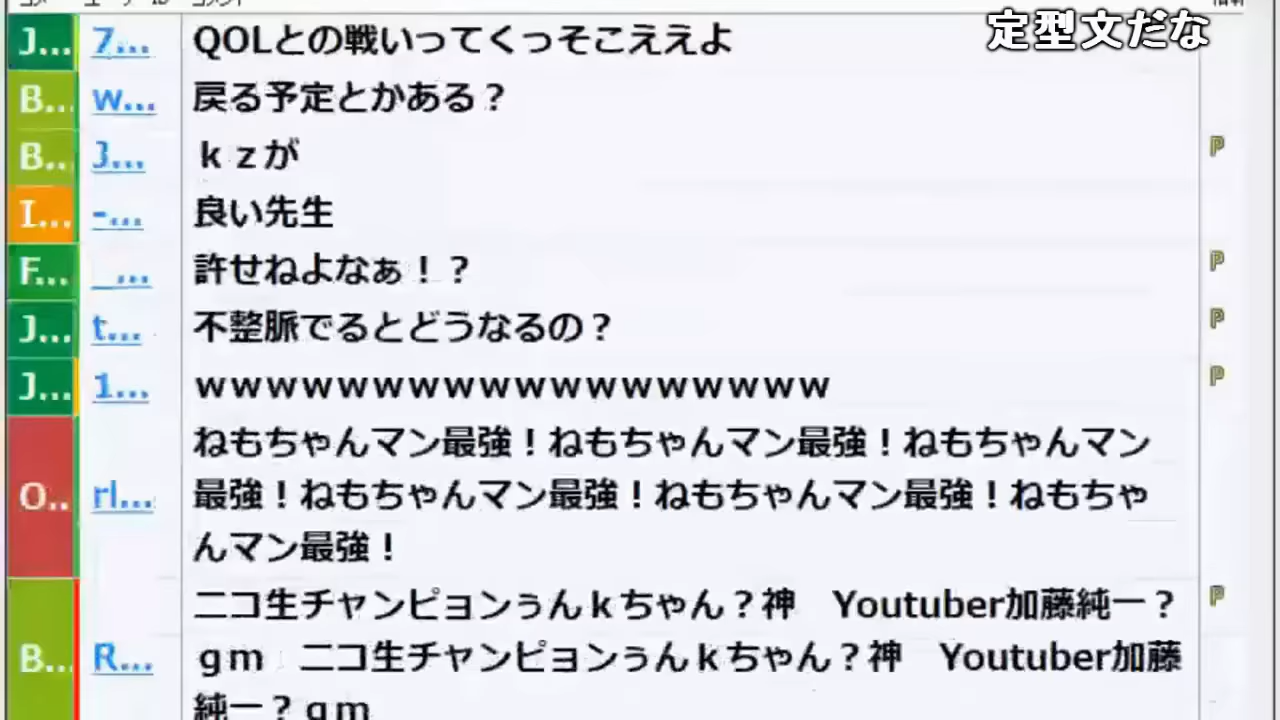 定型文だな
J... 7... QOLとの戦いってくっそこええよ
B... w... 戻る予定とかある？
B... J... ｋｚが P
I... -... 良い先生
F... _... 許せねよなぁ！？ P
J... t... 不整脈でるとどうなるの？ P
J... 1... ｗｗｗｗｗｗｗｗｗｗｗｗｗｗｗｗｗｗ P
ねもちゃんマン最強！ねもちゃんマン最強！ねもちゃんマン
O.. rl... 最強！ねもちゃんマン最強！ねもちゃんマン最強！ねもちゃ
んマン最強！
ニコ生チャンピョンぅんｋちゃん？神　Youtuber加藤純一？ P
B... R... ｇｍ　ニコ生チャンピョンぅんｋちゃん？神　Youtuber加藤
純一？ｇｍ